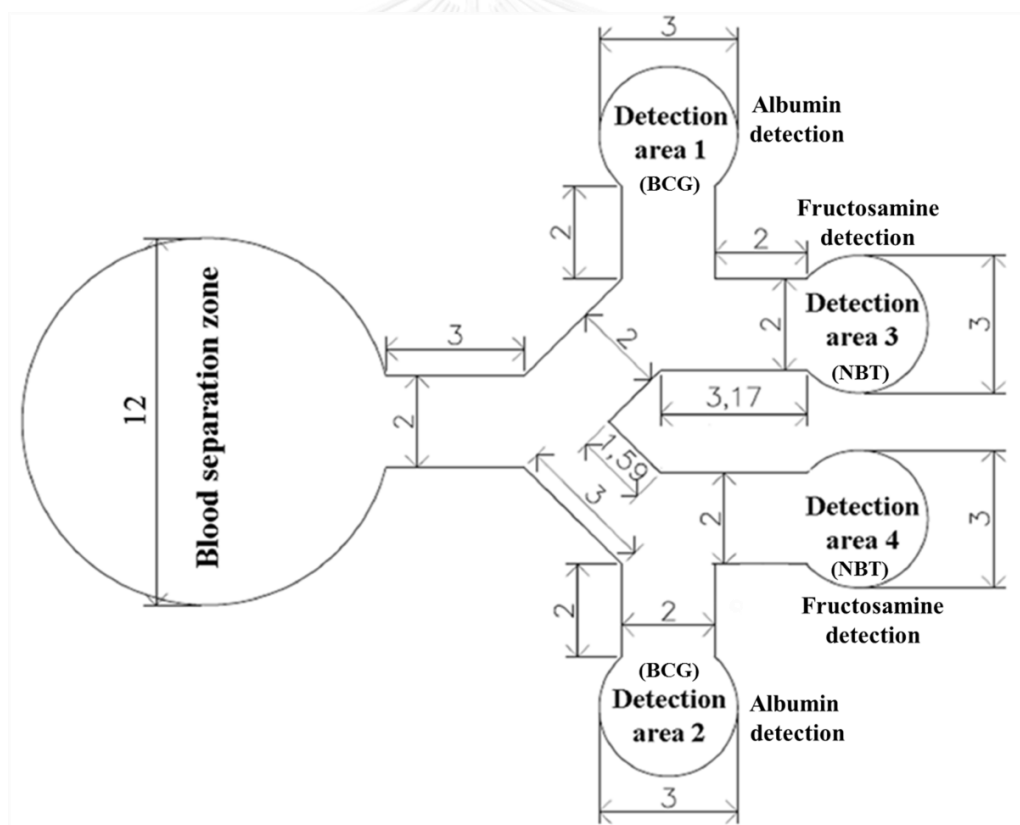 3
Detection
area 1
(BCG)
Albumin
detection
2
Fructosamine
detection
2
Detection
area 3
(NBT)
2
3
12
Blood separation zone
3
2
2
3,17
1,59
3
2
Detection
area 4
(NBT)
3
Fructosamine
detection
2
2
(BCG)
Detection
area 2
Albumin
detection
3